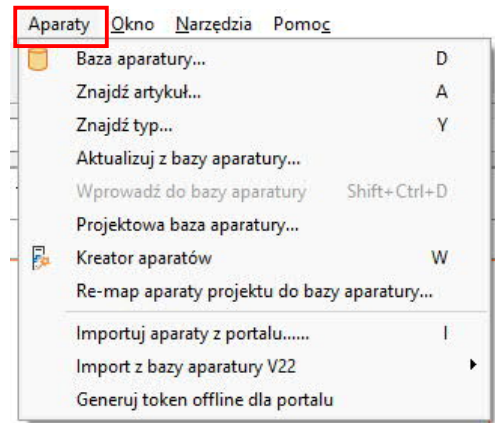 Aparaty Okno Narzędzia Pomoc
Baza aparatury... D
Znajdź artykuł... A
Znajdź typ... Y
Aktualizuj z bazy aparatury...
Wprowadź do bazy aparatury Shift+Ctrl+D
Projektowa baza aparatury...
Kreator aparatów W
Re-map aparaty projektu do bazy aparatury...
Importuj aparaty z portalu...... I
Import z bazy aparatury V22
Generuj token offline dla portalu